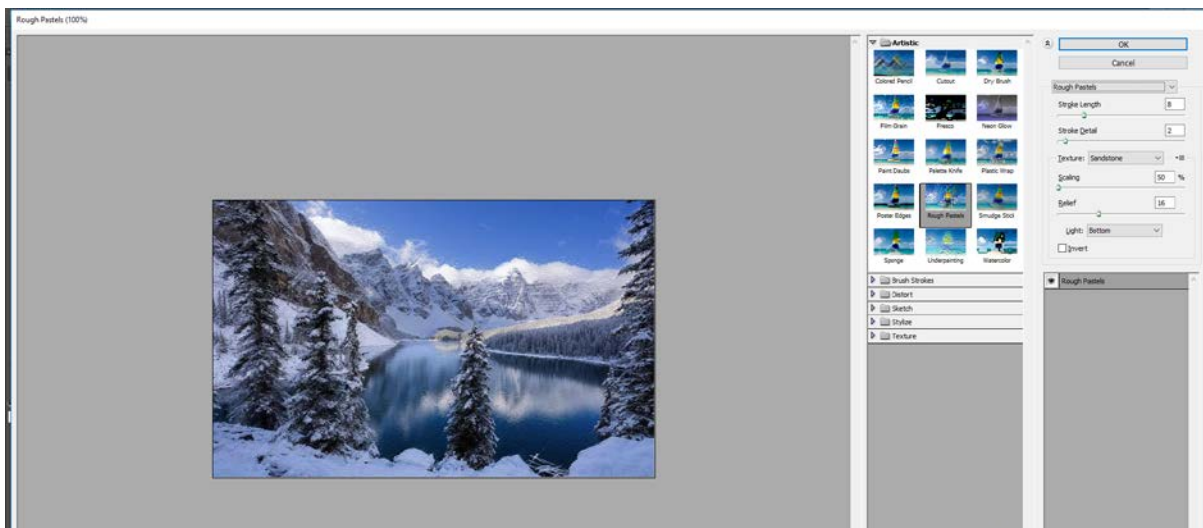 Rough Pastels (100%)
Artistic
Colored Pencil
Cutout
Dry Brush
Film Grain
Fresco
Neon Glow
Paint Daubs
Palette Knife
Plastic Wrap
Poster Edges
Rough Pastels
Smudge Stick
Sponge
Underpainting
Watercolor
Brush Strokes
Distort
Sketch
Stylize
Texture
OK
Cancel
Rough Pastels
Stroke Length 8
Stroke Detail 2
Texture: Sandstone
Scaling 50 %
Relief 16
Light: Bottom
Invert
Rough Pastels